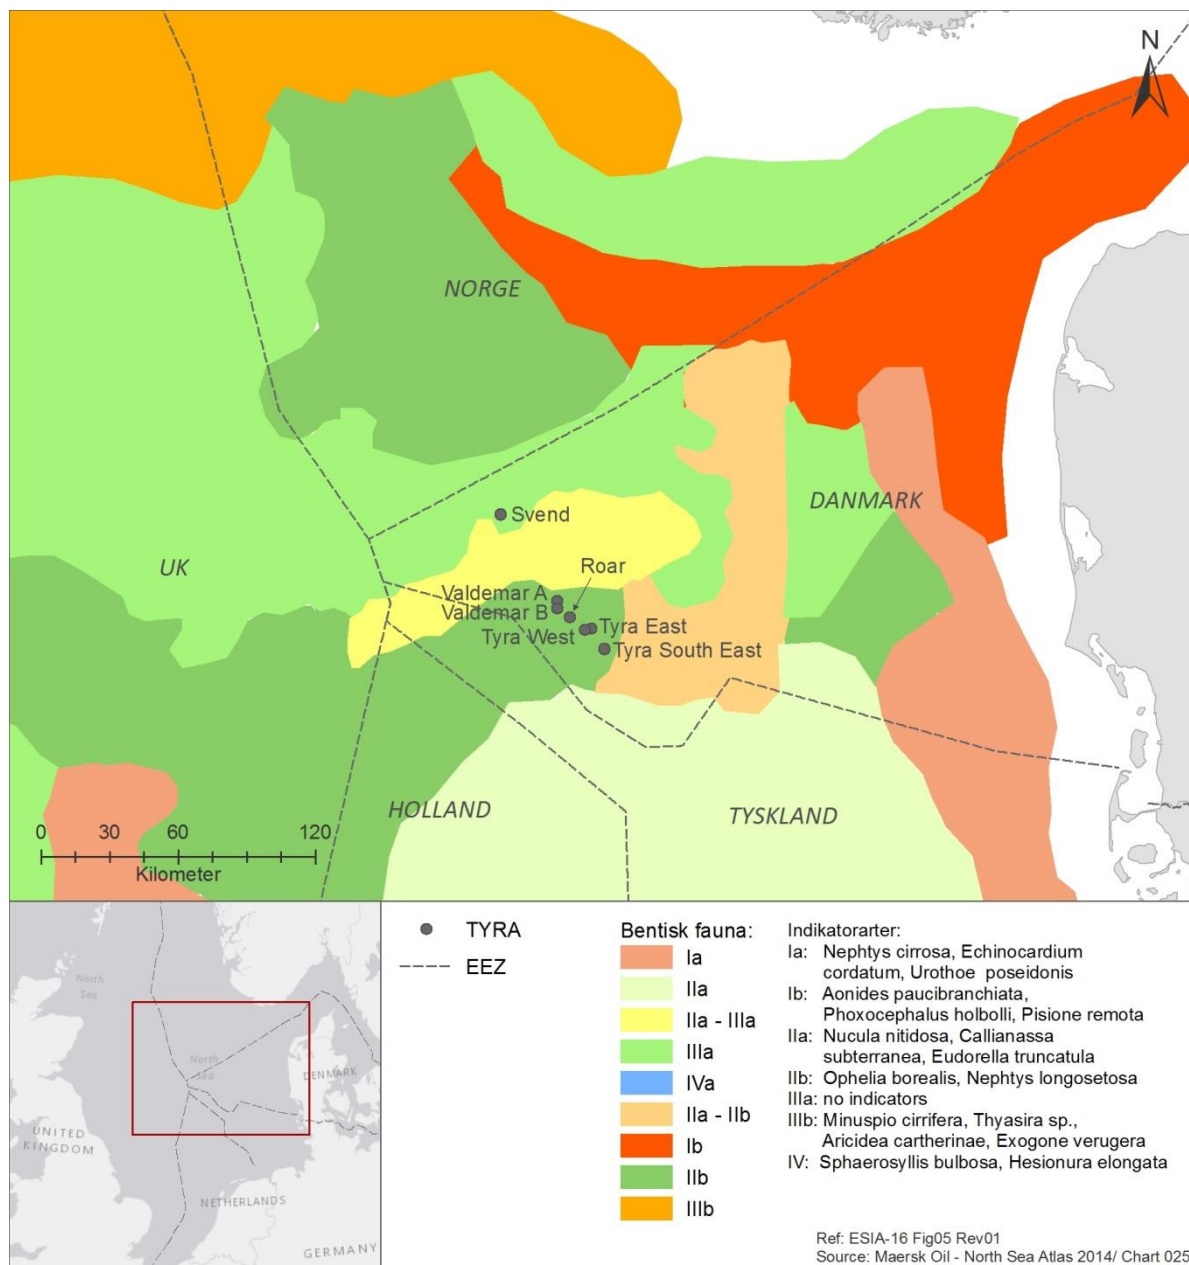 N
NORGE
DANMARK
Svend
UK
Roar
Valdemar A
Valdemar B
Tyra West
Tyra East
Tyra South East
HOLLAND
TYSKLAND
0 30 60 120
Kilometer
North
Sea
North
Sea
DENMARK
UNITED
KINGDOM
NETHERLANDS
GERMANY
TYRA
EEZ
Bentisk fauna:
Ia
IIa
IIa - IIIa
IIIa
IVa
IIa - IIb
Ib
IIb
IIIb
Indikatorarter:
Ia: Nephtys cirrosa, Echinocardium
cordatum, Urothoe poseidonis
Ib: Aonides paucibranchiata,
Phoxocephalus holbolli, Pisione remota
IIa: Nucula nitidosa, Callianassa
subterranea, Eudorella truncatula
IIb: Ophelia borealis, Nephtys longosetosa
IIIa: no indicators
IIIb: Minuspio cirrifera, Thyasira sp.,
Aricidea cartherinae, Exogone verugera
IV: Sphaerosyllis bulbosa, Hesionura elongata
Ref: ESIA-16 Fig05 Rev01
Source: Maersk Oil - North Sea Atlas 2014/ Chart 025